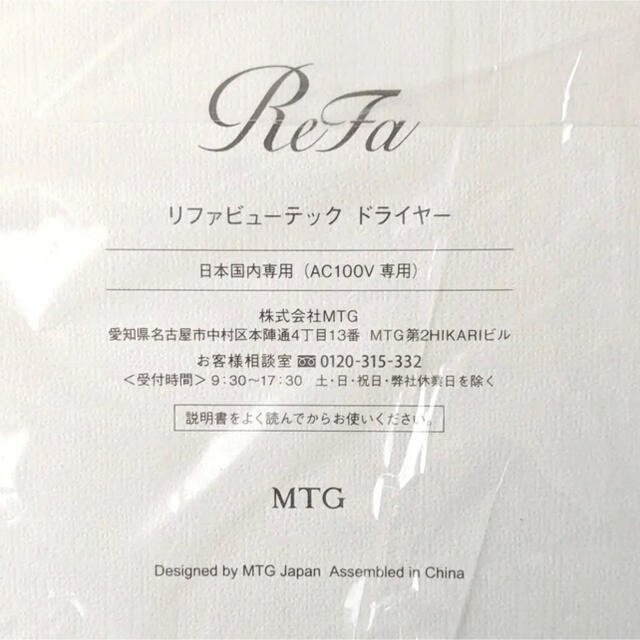 ReFa
リファビューテック ドライヤー
日本国内専用（AC100V 専用）
株式会社MTG
愛知県名古屋市中村区本陣通4丁目13番 MTG第2HIKARIビル
お客様相談室 0120-315-332
＜受付時間＞9：30〜17：30 土・日・祝日・弊社休業日を除く
説明書をよく読んでからお使いください。
MTG
Designed by MTG Japan Assembled in China